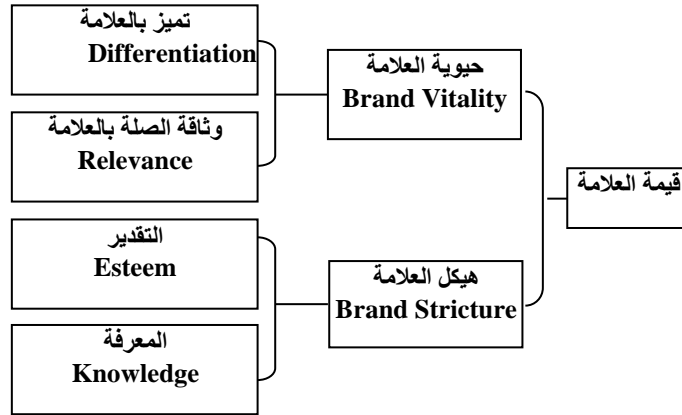 تميز بالعلامة
Differentiation
حيوية العلامة
Brand Vitality
وثاقة الصلة بالعلامة
Relevance
قيمة العلامة
التقدير
Esteem
هيكل العلامة
Brand Stricture
المعرفة
Knowledge